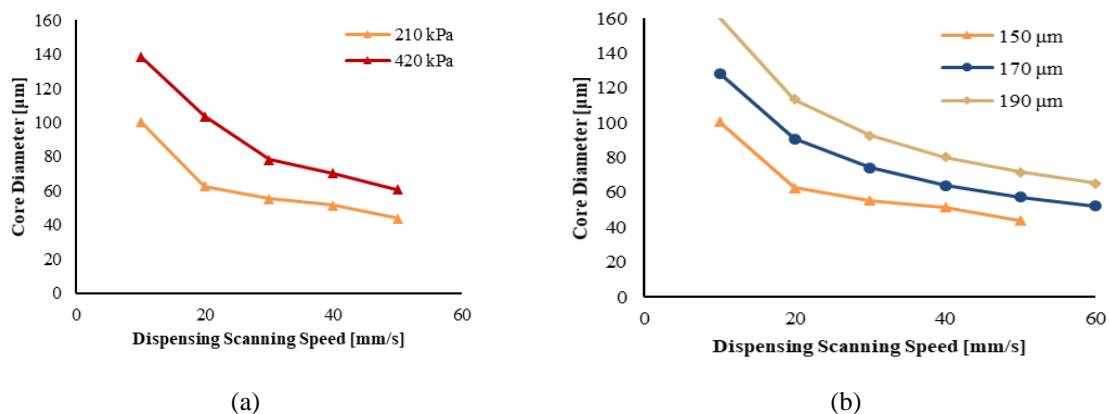 160
140
120
100
80
60
40
20
0
Core Diameter [µm]
210 kPa
420 kPa
0 20 40 60
Dispensing Scanning Speed [mm/s]
(a)
160
140
120
100
80
60
40
20
0
Core Diameter [µm]
150 µm
170 µm
190 µm
0 20 40 60
Dispensing Scanning Speed [mm/s]
(b)